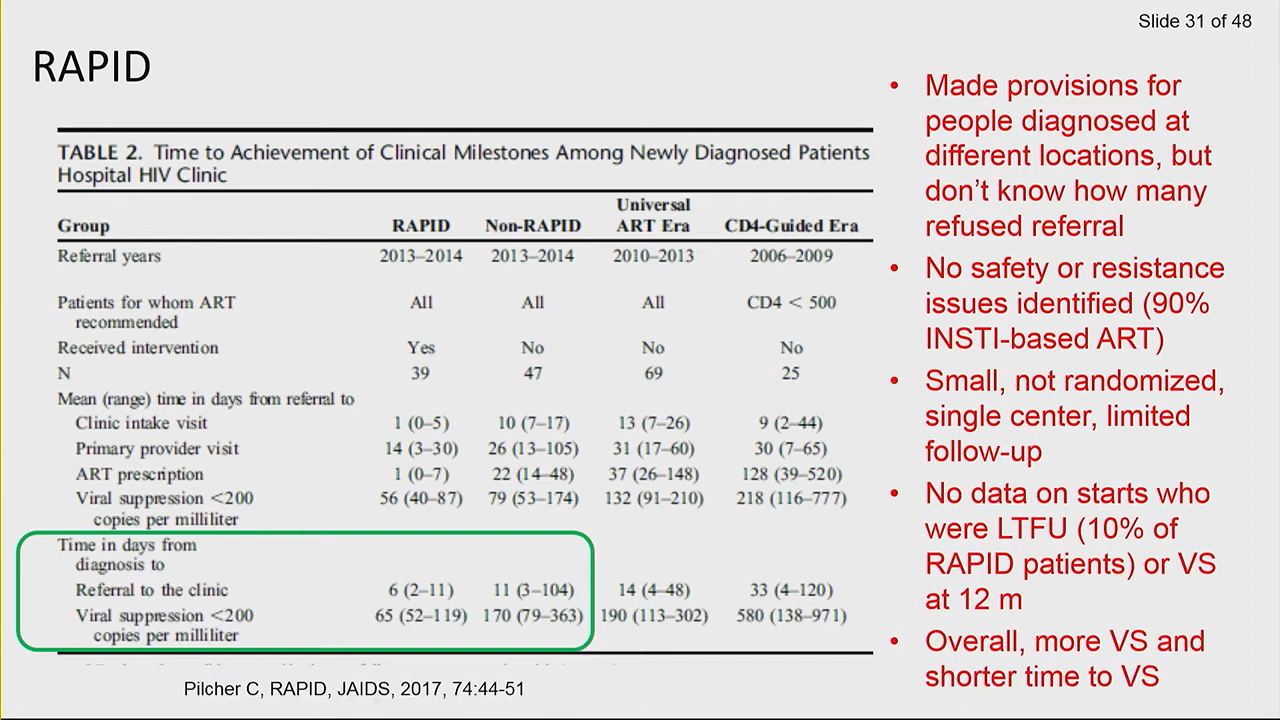 Slide 31 of 48
RAPID
TABLE 2. Time to Achievement of Clinical Milestones Among Newly Diagnosed Patients
Hospital HIV Clinic
Universal
Group RAPID Non-RAPID ART Era CD4-Guided Era
Referral years 2013–2014 2013–2014 2010–2013 2006–2009
Patients for whom ART All All All CD4 < 500
recommended
Received intervention Yes No No No
N 39 47 69 25
Mean (range) time in days from referral to
Clinic intake visit 1 (0–5) 10 (7–17) 13 (7–26) 9 (2–44)
Primary provider visit 14 (3–30) 26 (13–105) 31 (17–60) 30 (7–65)
ART prescription 1 (0–7) 22 (14–48) 37 (26–148) 128 (39–520)
Viral suppression <200 56 (40–87) 79 (53–174) 132 (91–210) 218 (116–777)
copies per milliliter
Time in days from
diagnosis to
Referral to the clinic 6 (2–11) 11 (3–104) 14 (4–48) 33 (4–120)
Viral suppression <200 65 (52–119) 170 (79–363) 190 (113–302) 580 (138–971)
copies per milliliter
Pilcher C, RAPID, JAIDS, 2017, 74:44-51
• Made provisions for
people diagnosed at
different locations, but
don’t know how many
refused referral
• No safety or resistance
issues identified (90%
INSTI-based ART)
• Small, not randomized,
single center, limited
follow-up
• No data on starts who
were LTFU (10% of
RAPID patients) or VS
at 12 m
• Overall, more VS and
shorter time to VS